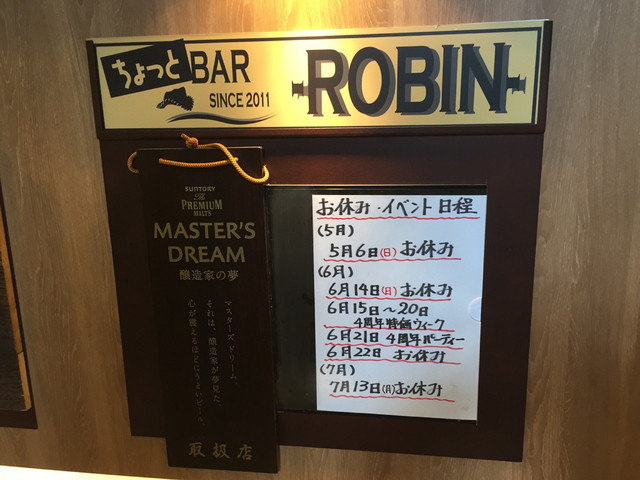 ちょっと BAR
SINCE 2011
ROBIN
SUNTORY
The
PREMIUM
MALT'S
MASTER'S
DREAM
醸造家の夢
マスターズ ドリーム。
それは、醸造家が夢見た、
心が震えるほどにうまいビール。
取扱店
お休み・イベント日程
(5月)
5月6日(日)お休み
(6月)
6月14日(日)お休み
6月15日〜20日
4周年特価ウィーク
6月21日 4周年パーティー
6月22日 お休み
(7月)
7月13日(月)お休み